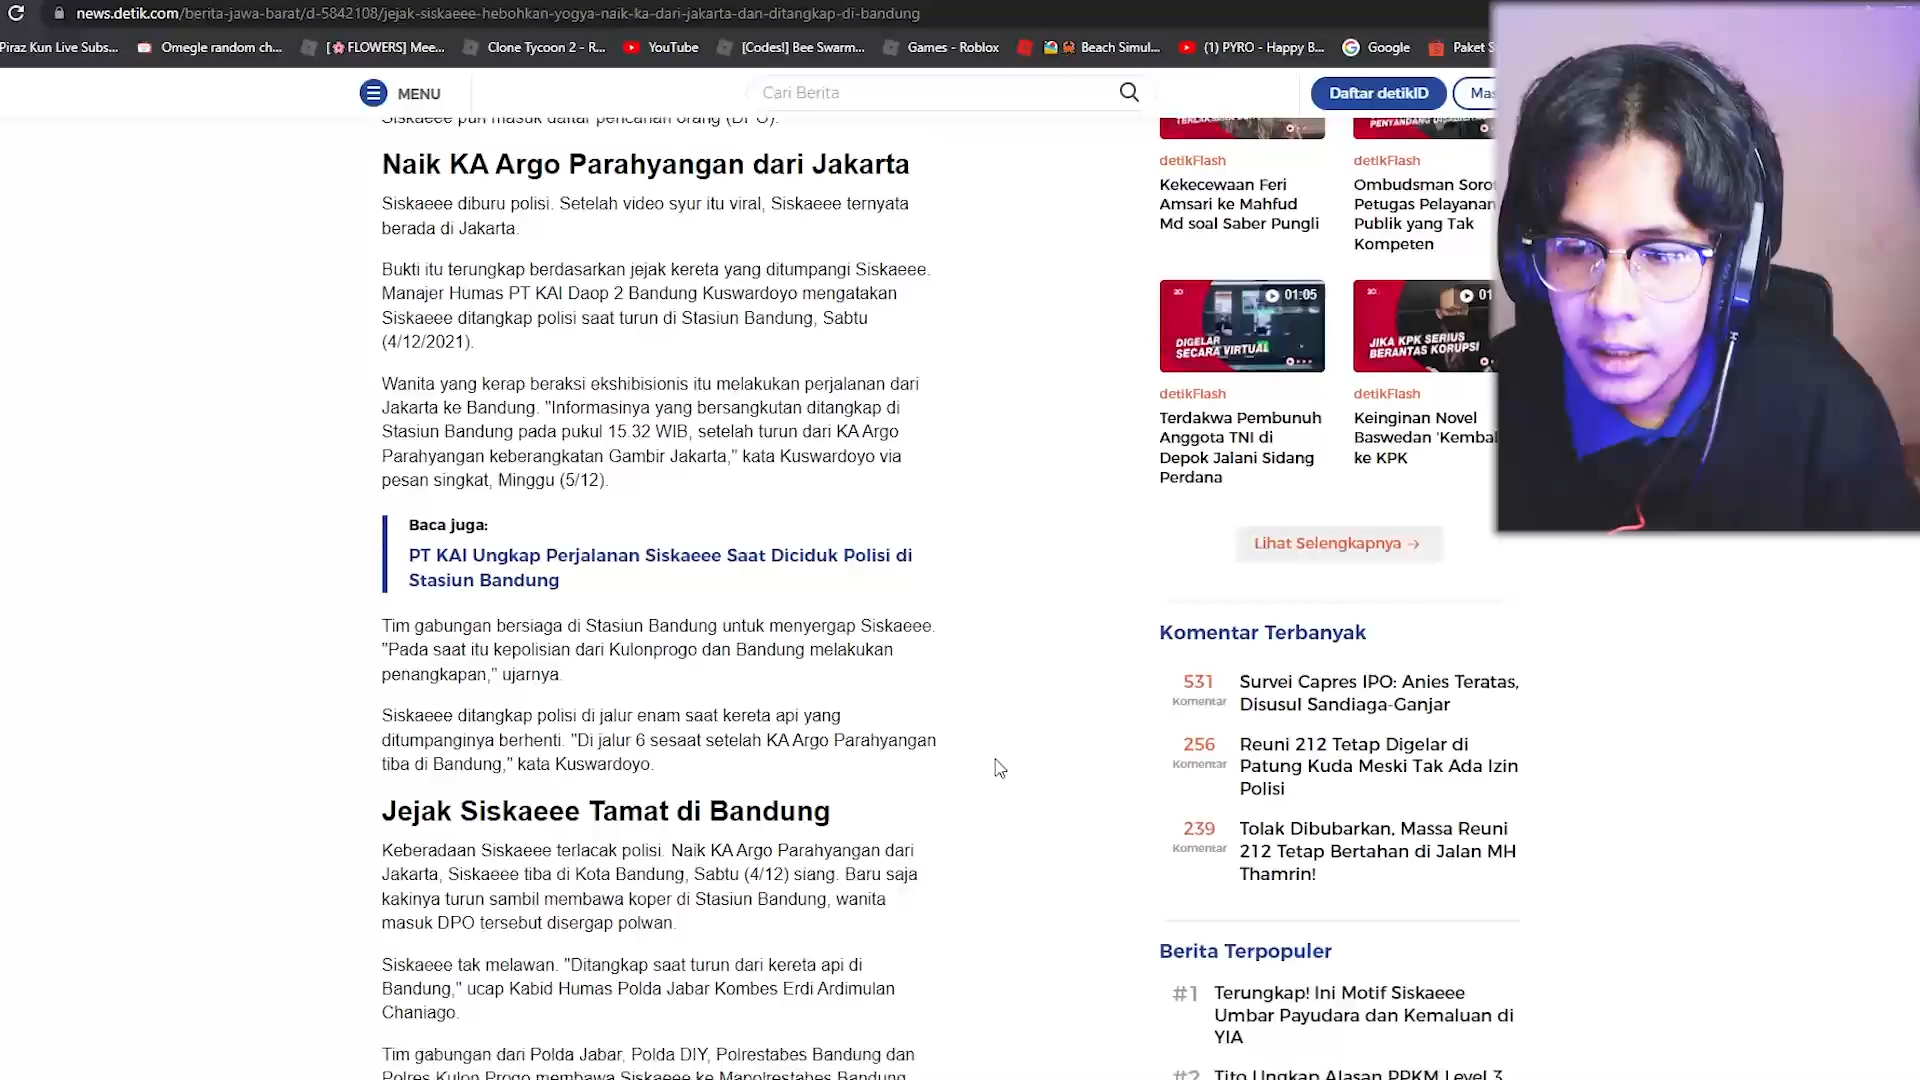 news.detik.com/berita-jawa-barat/d-5842108/jejak-siskaeee-hebohkan-yogya-naik-ka-dari-jakarta-dan-ditangkap-di-bandung
Piraz Kun Live Subs... Omegle random ch... [🌸FLOWERS] Mee... Clone Tycoon 2 - R... YouTube [Codes!] Bee Swarm... Games - Roblox Beach Simul... (1) PYRO - Happy B... Google Paket
MENU
Cari Berita
Daftar detikID
Siskaeee pun masuk daftar pencarian orang (DPO).
Naik KA Argo Parahyangan dari Jakarta
Siskaeee diburu polisi. Setelah video syur itu viral, Siskaeee ternyata
berada di Jakarta.
Bukti itu terungkap berdasarkan jejak kereta yang ditumpangi Siskaeee.
Manajer Humas PT KAI Daop 2 Bandung Kuswardoyo mengatakan
Siskaeee ditangkap polisi saat turun di Stasiun Bandung, Sabtu
(4/12/2021).
Wanita yang kerap beraksi ekshibisionis itu melakukan perjalanan dari
Jakarta ke Bandung. "Informasinya yang bersangkutan ditangkap di
Stasiun Bandung pada pukul 15.32 WIB, setelah turun dari KA Argo
Parahyangan keberangkatan Gambir Jakarta," kata Kuswardoyo via
pesan singkat, Minggu (5/12).
Baca juga:
PT KAI Ungkap Perjalanan Siskaeee Saat Diciduk Polisi di
Stasiun Bandung
Tim gabungan bersiaga di Stasiun Bandung untuk menyergap Siskaeee.
"Pada saat itu kepolisian dari Kulonprogo dan Bandung melakukan
penangkapan," ujarnya.
Siskaeee ditangkap polisi di jalur enam saat kereta api yang
ditumpanginya berhenti. "Di jalur 6 sesaat setelah KA Argo Parahyangan
tiba di Bandung," kata Kuswardoyo.
Jejak Siskaeee Tamat di Bandung
Keberadaan Siskaeee terlacak polisi. Naik KA Argo Parahyangan dari
Jakarta, Siskaeee tiba di Kota Bandung, Sabtu (4/12) siang. Baru saja
kakinya turun sambil membawa koper di Stasiun Bandung, wanita
masuk DPO tersebut disergap polwan.
Siskaeee tak melawan. "Ditangkap saat turun dari kereta api di
Bandung," ucap Kabid Humas Polda Jabar Kombes Erdi Ardimulan
Chaniago.
Tim gabungan dari Polda Jabar, Polda DIY, Polrestabes Bandung dan
Polres Kulon Progo membawa Siskaeee ke Mapolrestabes Bandung
PENYANDANG
detikFlash
Kekecewaan Feri
Amsari ke Mahfud
Md soal Saber Pungli
detikFlash
Ombudsman Sorot
Petugas Pelayanan
Publik yang Tak
Kompeten
01:05
DIGELAR
SECARA VIRTUAL
01
JIKA KPK SERIUS
BERANTAS KORUPSI
detikFlash
Terdakwa Pembunuh
Anggota TNI di
Depok Jalani Sidang
Perdana
detikFlash
Keinginan Novel
Baswedan 'Kembal
ke KPK
Lihat Selengkapnya →
Komentar Terbanyak
531
Komentar
Survei Capres IPO: Anies Teratas,
Disusul Sandiaga-Ganjar
256
Komentar
Reuni 212 Tetap Digelar di
Patung Kuda Meski Tak Ada Izin
Polisi
239
Komentar
Tolak Dibubarkan, Massa Reuni
212 Tetap Bertahan di Jalan MH
Thamrin!
Berita Terpopuler
#1
Terungkap! Ini Motif Siskaeee
Umbar Payudara dan Kemaluan di
YIA
#2
Tito Ungkap Alasan PPKM Level 3